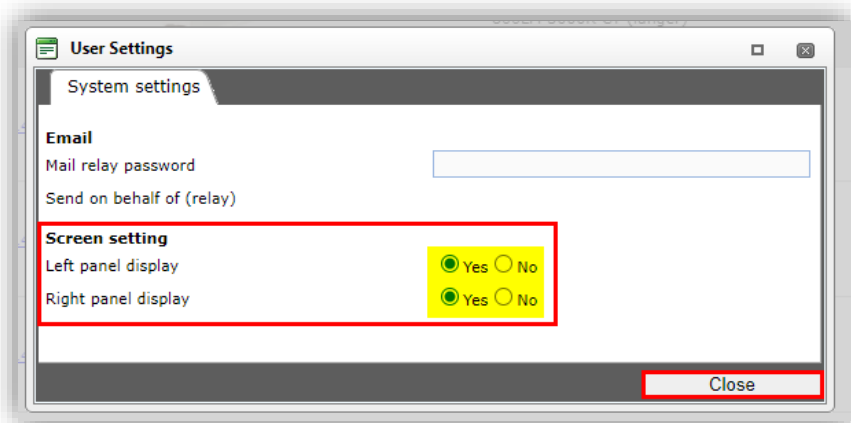 User Settings
System settings
Email
Mail relay password
Send on behalf of (relay)
Screen setting
Left panel display Yes No
Right panel display Yes No
Close